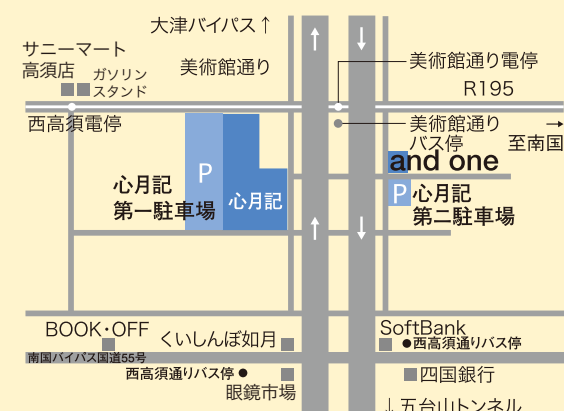 大津バイパス↑
サニーマート
高須店
ガソリン
スタンド
美術館通り
美術館通り電停
R195
西高須電停
美術館通り
バス停
至南国
→
P
心月記
第一駐車場
心月記
and one
P
心月記
第二駐車場
BOOK・OFF
くいしんぼ如月
SoftBank
●西高須通りバス停
南国バイパス国道55号
西高須通りバス停●
眼鏡市場
四国銀行
↓五台山トンネル